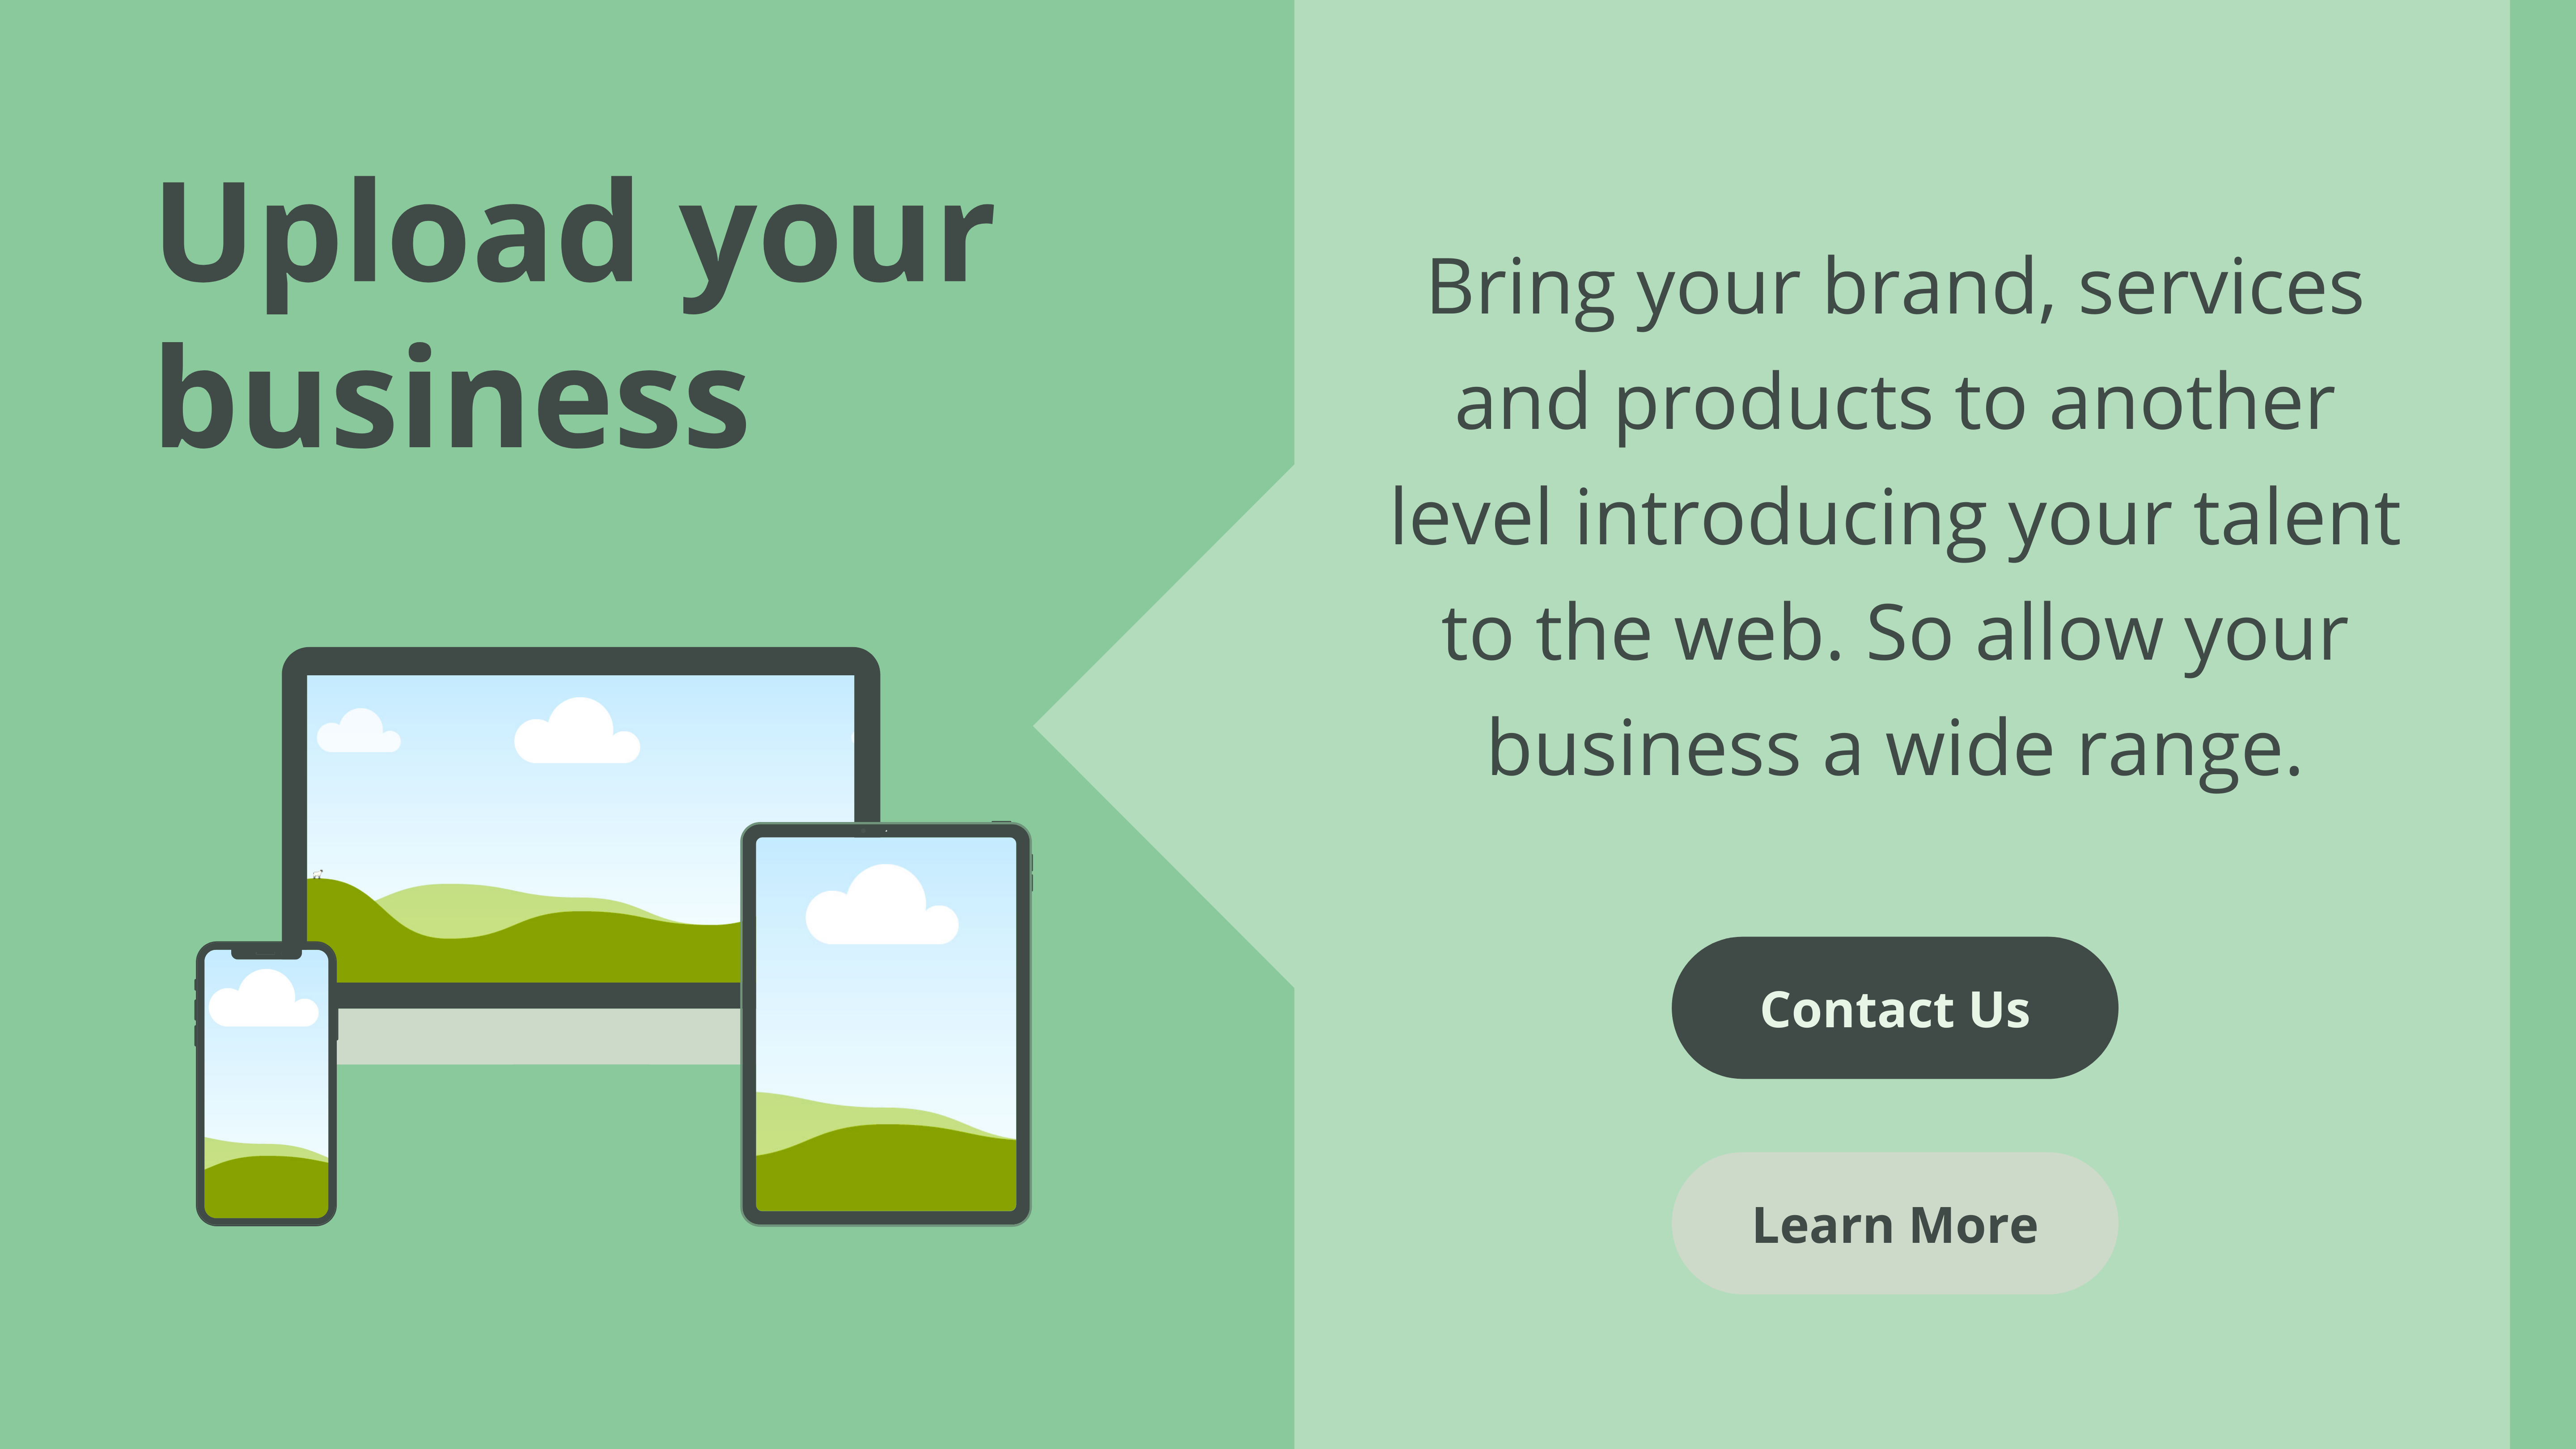 Upload your
business
Bring your brand, services
and products to another
level introducing your talent
to the web. So allow your
business a wide range.
Contact Us
Learn More